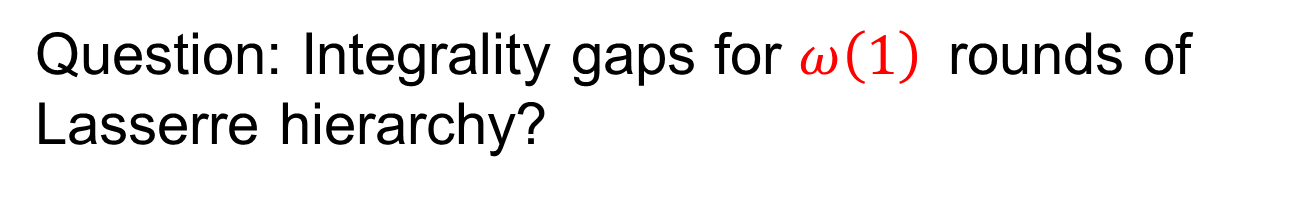 Question: Integrality gaps for ω(1) rounds of
Lasserre hierarchy?